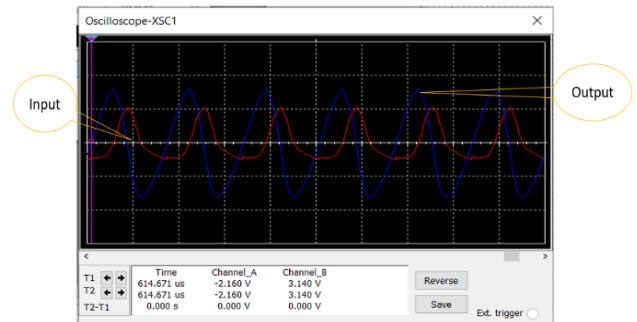 Oscilloscope-XSC1
Input
Output
Time Channel_A Channel_B
T1 614.671 us -2.160 V 3.140 V
T2 614.671 us -2.160 V 3.140 V
T2-T1 0.000 s 0.000 V 0.000 V
Reverse
Save
Ext. trigger